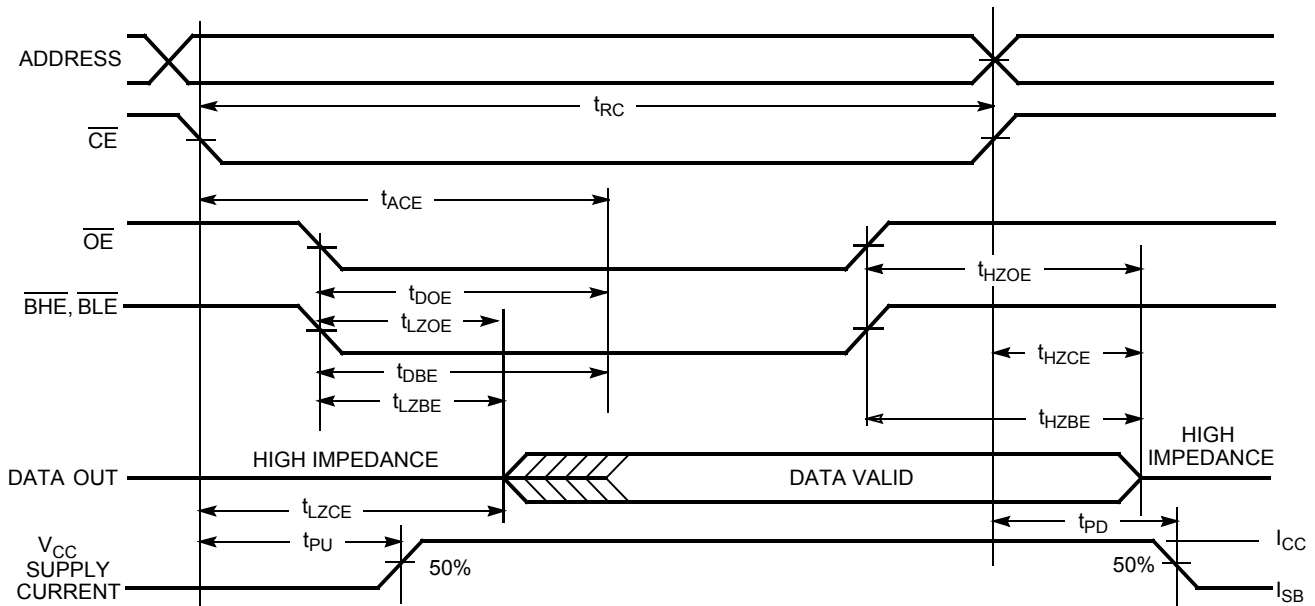 ADDRESS
tRC
CE
tACE
OE
tHZOE
tDOE
BHE, BLE
tLZOE
tHZCE
tDBE
tLZBE
tHZBE
HIGH
IMPEDANCE
HIGH IMPEDANCE
DATA OUT
DATA VALID
tLZCE
tPD
tPU
VCC
SUPPLY
CURRENT
50%
50%
ICC
ISB